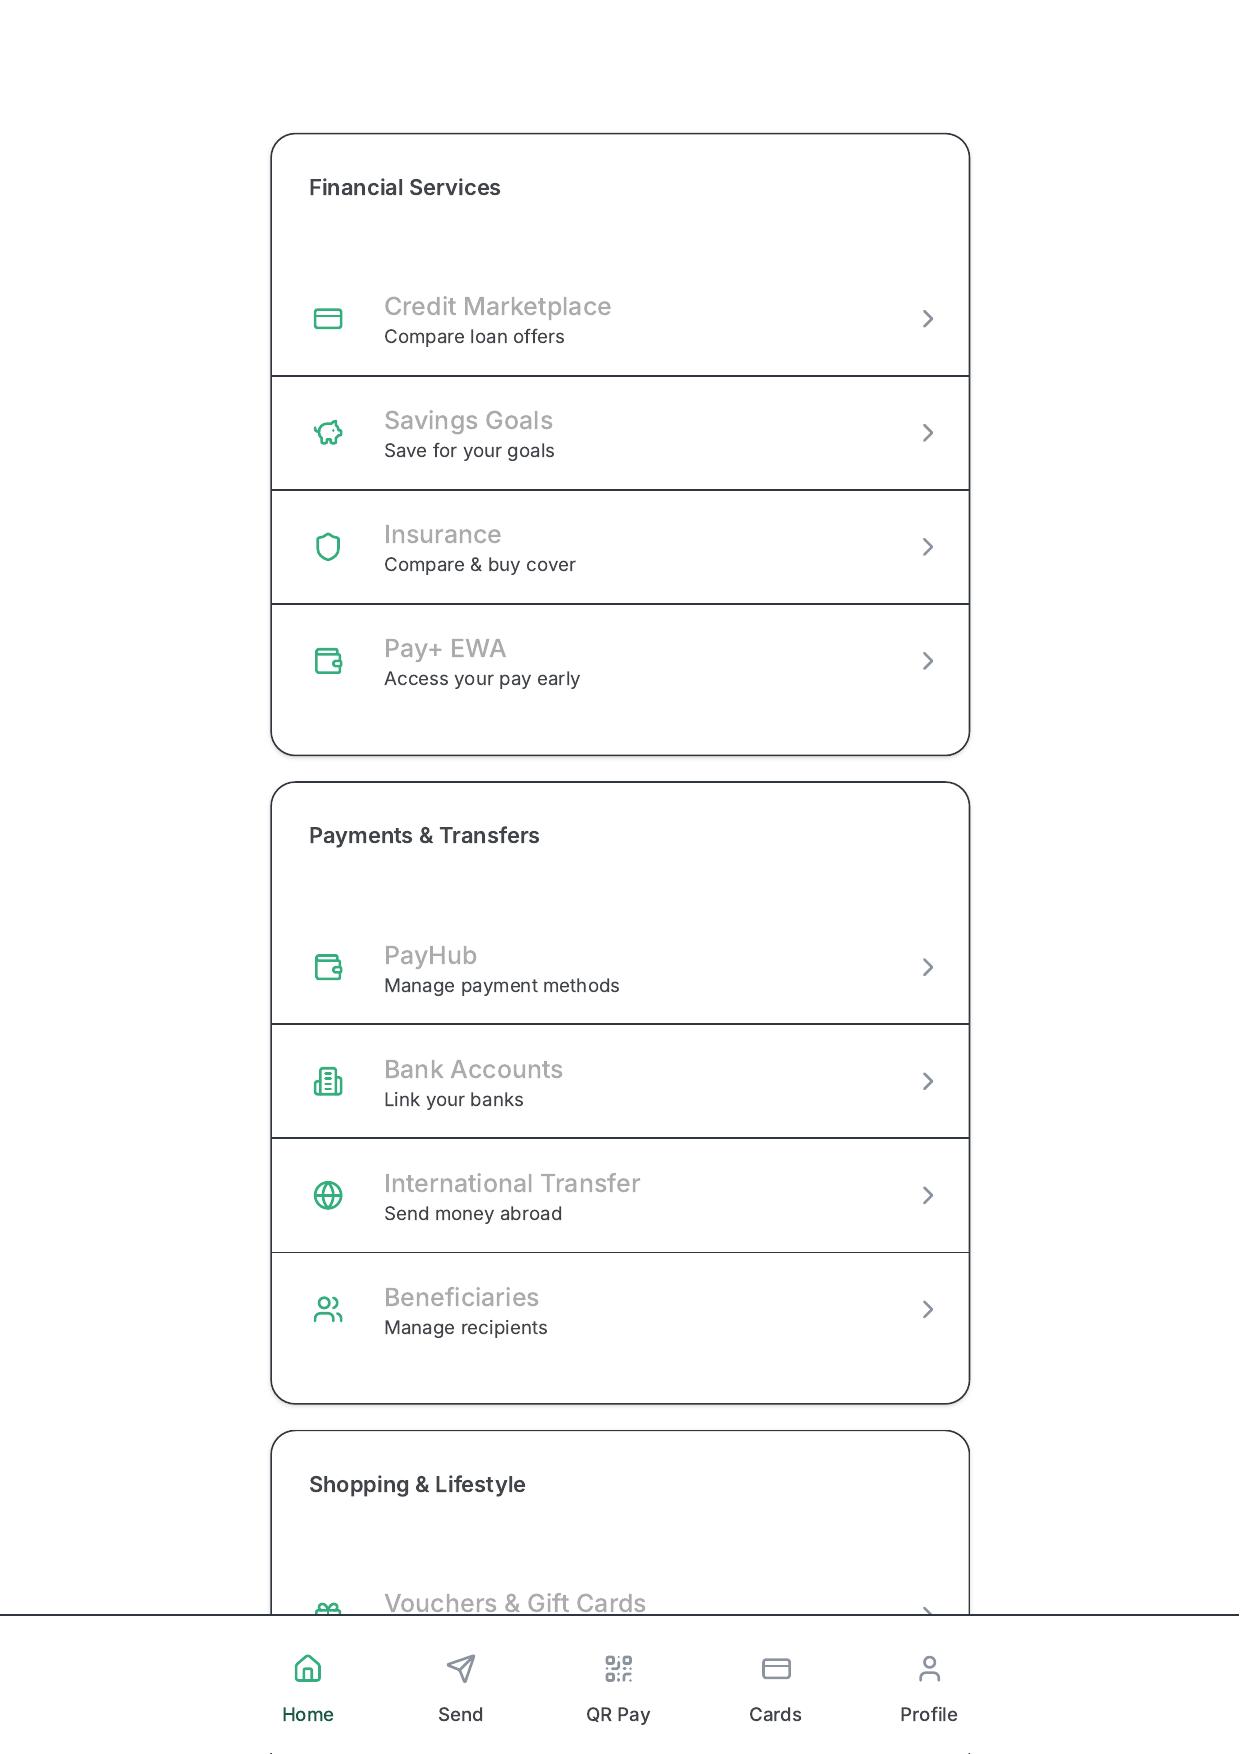 Financial Services
Credit Marketplace
Compare loan offers
Savings Goals
Save for your goals
Insurance
Compare & buy cover
Pay+ EWA
Access your pay early
Payments & Transfers
PayHub
Manage payment methods
Bank Accounts
Link your banks
International Transfer
Send money abroad
Beneficiaries
Manage recipients
Shopping & Lifestyle
Vouchers & Gift Cards
Home Send QR Pay Cards Profile